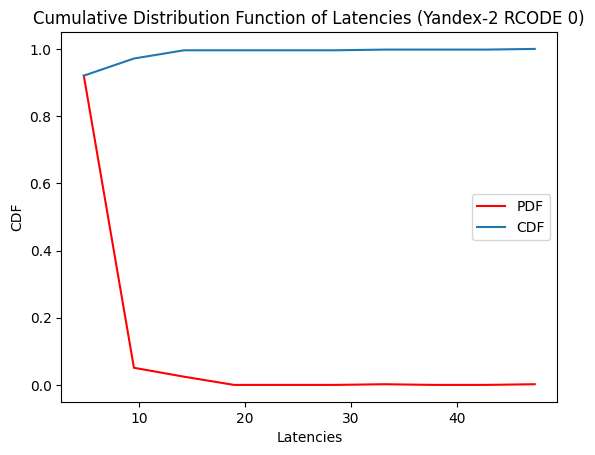 Cumulative Distribution Function of Latencies (Yandex-2 RCODE 0)
1.0
0.8
0.6
0.4
0.2
0.0
CDF
PDF
CDF
10
20
30
40
Latencies